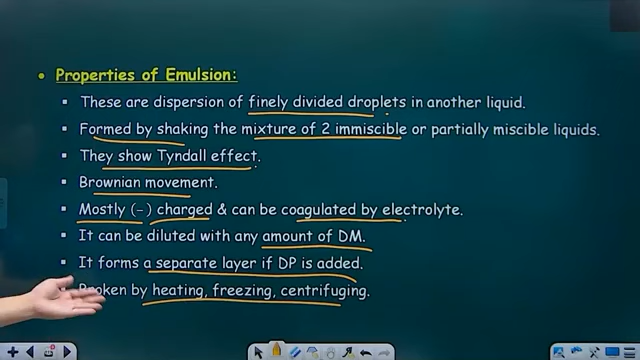 • Properties of Emulsion:
▪ These are dispersion of finely divided droplets in another liquid.
▪ Formed by shaking the mixture of 2 immiscible or partially miscible liquids.
▪ They show Tyndall effect.
▪ Brownian movement.
▪ Mostly (-) charged & can be coagulated by electrolyte.
▪ It can be diluted with any amount of DM.
▪ It forms a separate layer if DP is added.
Broken by heating, freezing, centrifuging.